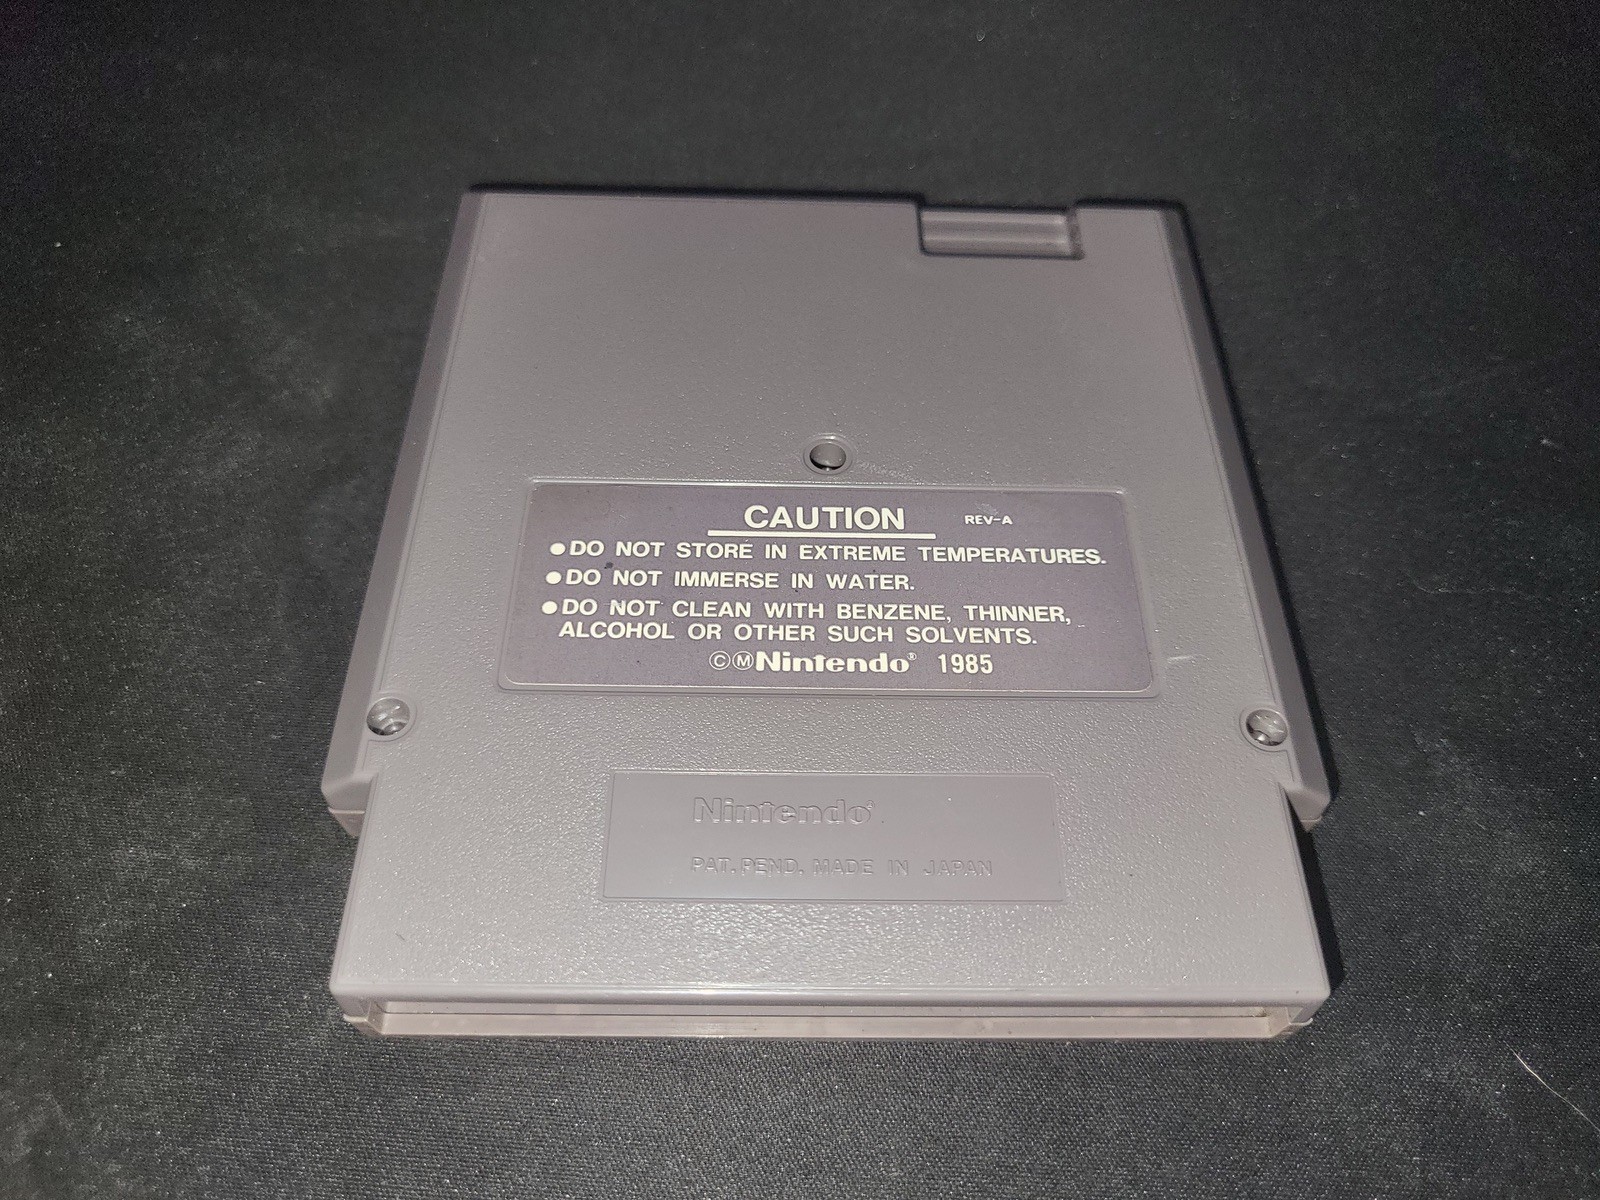 CAUTION REV-A
●DO NOT STORE IN EXTREME TEMPERATURES.
●DO NOT IMMERSE IN WATER.
●DO NOT CLEAN WITH BENZENE, THINNER,
ALCOHOL OR OTHER SUCH SOLVENTS.
©ⓂNintendo® 1985
Nintendo®
PAT. PEND. MADE IN JAPAN